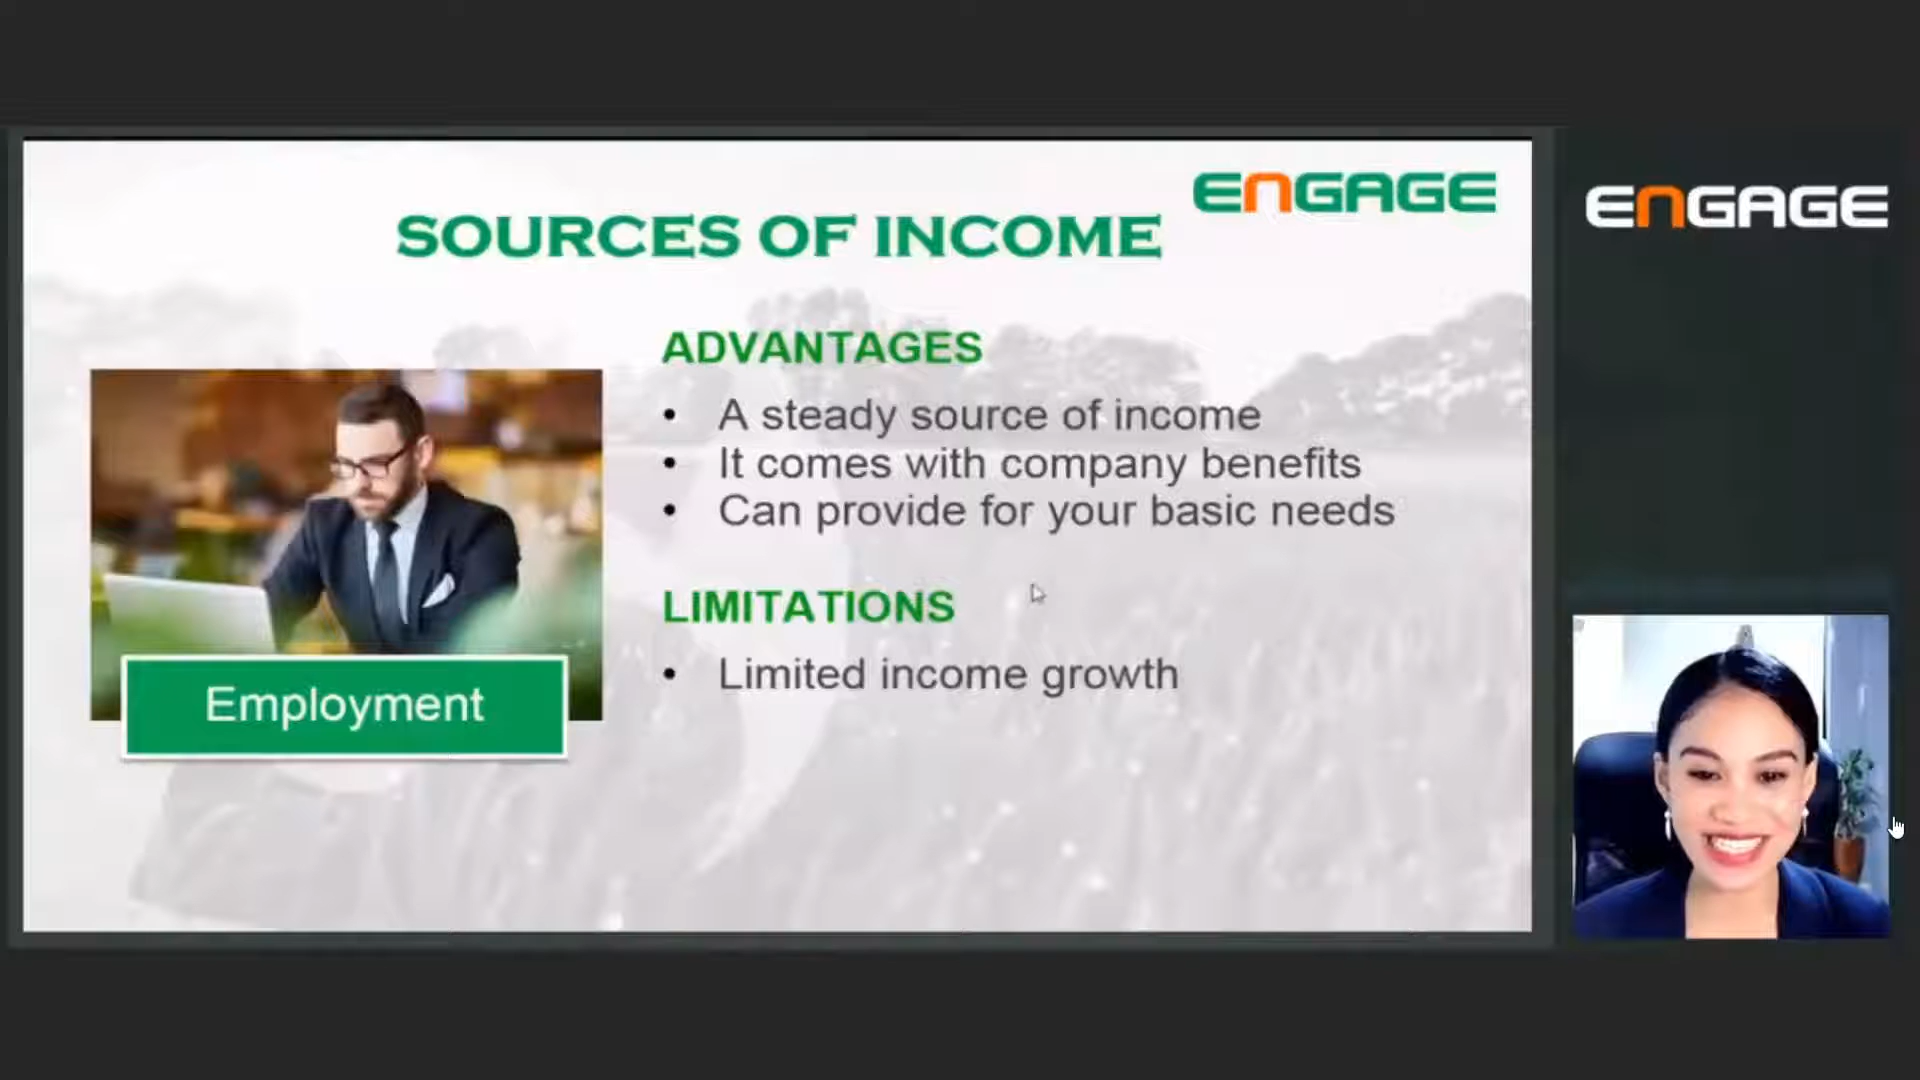 ENGAGE
SOURCES OF INCOME
ENGAGE
ADVANTAGES
• A steady source of income
• It comes with company benefits
• Can provide for your basic needs
LIMITATIONS
• Limited income growth
Employment